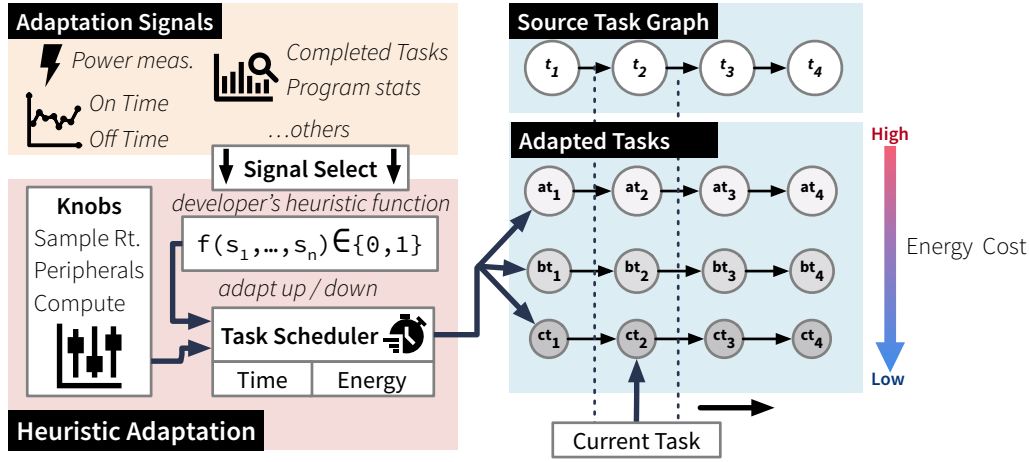 Adaptation Signals
Power meas.
On Time
Off Time
Completed Tasks
Program stats
...others
Signal Select
Knobs
Sample Rt.
Peripherals
Compute
developer's heuristic function
f(s₁,…,sₙ)∈{0,1}
adapt up / down
Task Scheduler
Time
Energy
Heuristic Adaptation
Source Task Graph
t₁
t₂
t₃
t₄
Adapted Tasks
at₁
at₂
at₃
at₄
bt₁
bt₂
bt₃
bt₄
ct₁
ct₂
ct₃
ct₄
Current Task
High
Energy Cost
Low